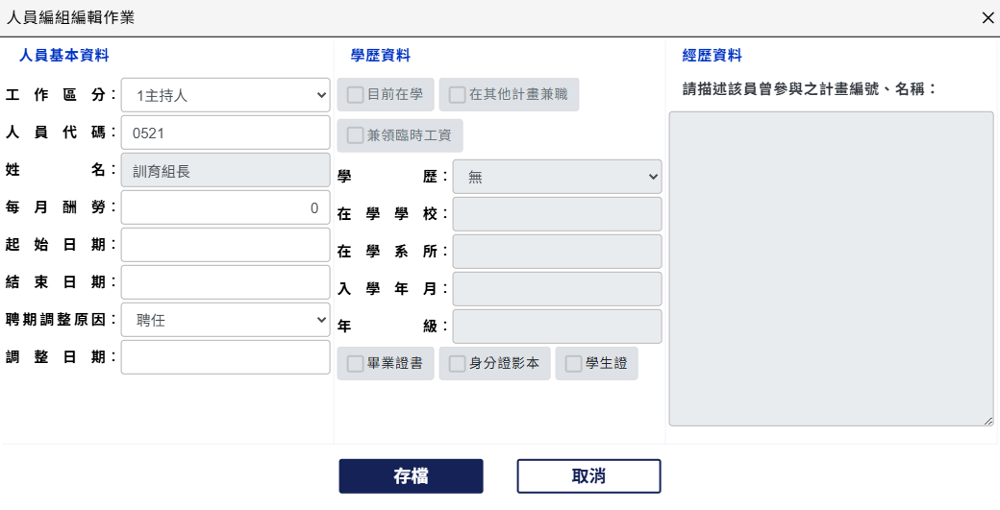 人員編組編輯作業
人員基本資料
工作區分：1主持人
人員代碼：0521
姓名：訓育組長
每月酬勞：0
起始日期：
結束日期：
聘期調整原因：聘任
調整日期：
學歷資料
目前在學 在其他計畫兼職
兼領臨時工資
學歷：無
在學學校：
在學系所：
入學年月：
年級：
畢業證書 身分證影本 學生證
經歷資料
請描述該員曾參與之計畫編號、名稱：
存檔 取消